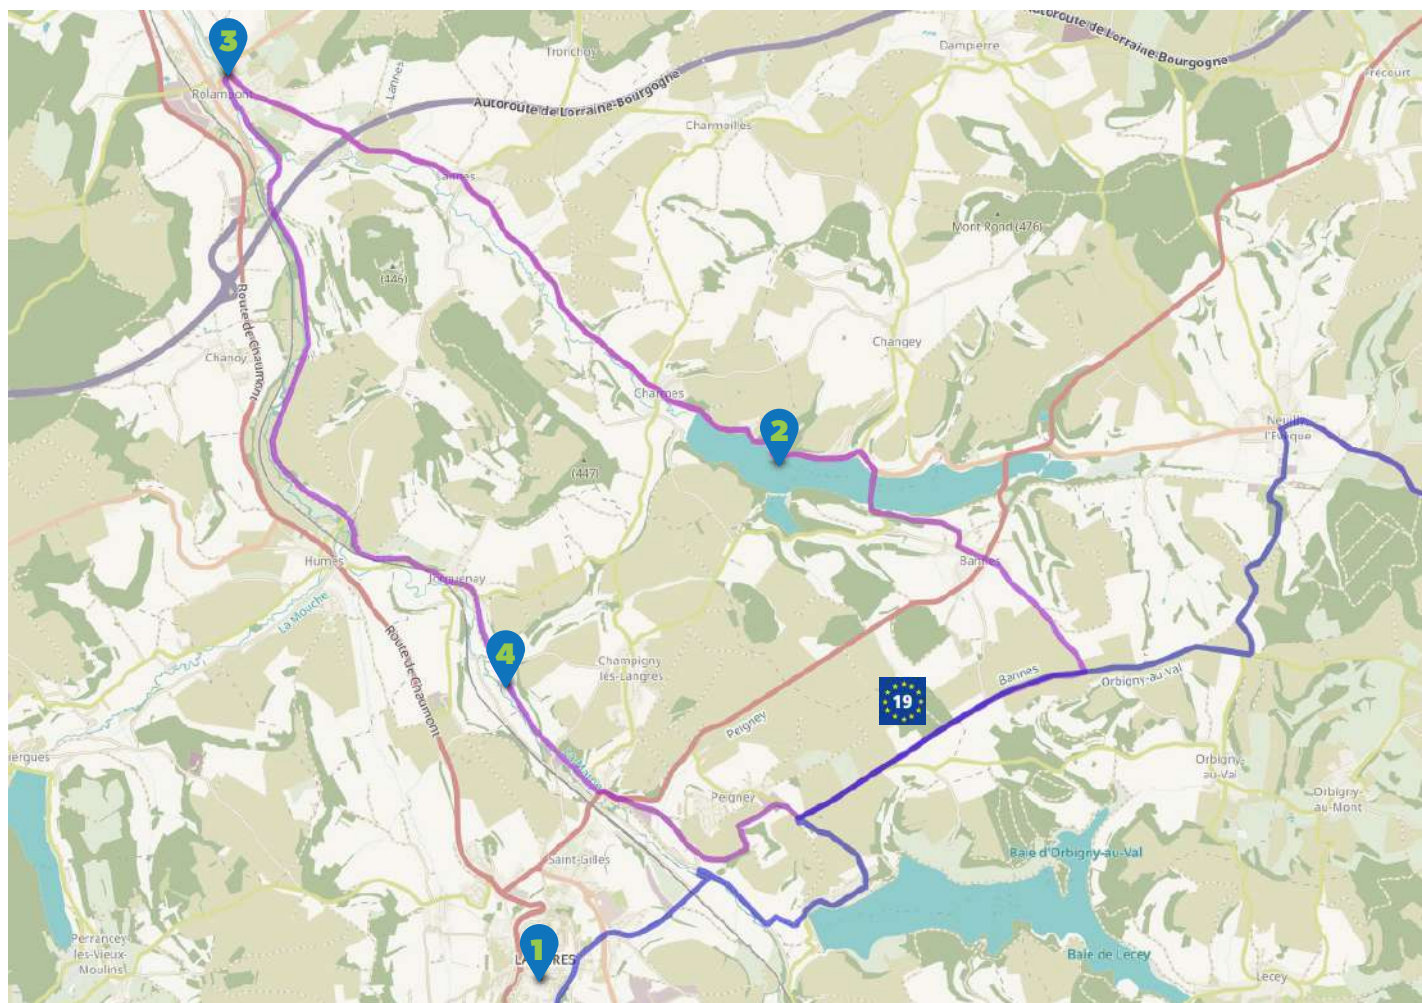 Autoroute de Lorraine-Bourgogne
3
Tronchoy
Dampierre
Lannes
Rolampont
Autoroute de Lorraine-Bourgogne
Charmoilles
Lannes
Mont Rond (476)
(446)
Route de Chaumont
Changey
Chanoy
Charmes
2
Neuilly-
l'Évêque
(447)
Humes
Jorquenay
Bannes
La Mouche
Route de Chaumont
4
Champigny
lès-Langres
Bannes
Orbigny-au-Val
19
Peigney
La Marne
Orbigny-
au-Val
Peigney
Orbigny
au-Mont
Saint-Gilles
Baie d'Orbigny-au-Val
1
Perrancey-
les-Vieux-
Moulins
Baie de Lecey
Lecey